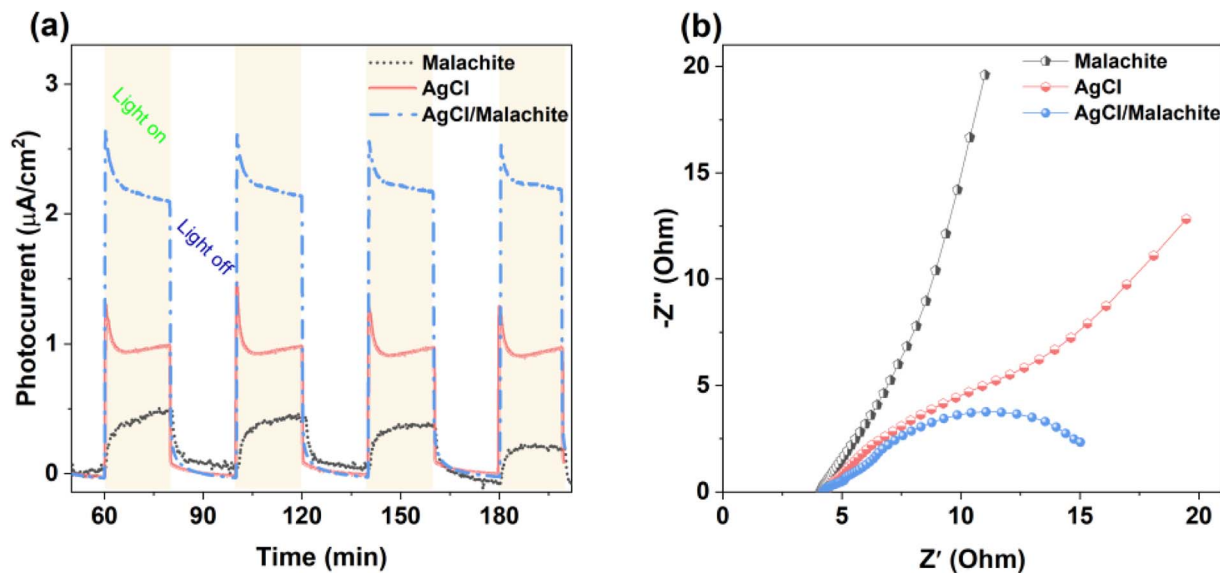 (a)
Photocurrent (μA/cm²)
3
2
1
0
Malachite
AgCl
AgCl/Malachite
Light on
Light off
60
90
120
150
180
Time (min)
(b)
-Z″ (Ohm)
20
15
10
5
0
Malachite
AgCl
AgCl/Malachite
0
5
10
15
20
Z′ (Ohm)